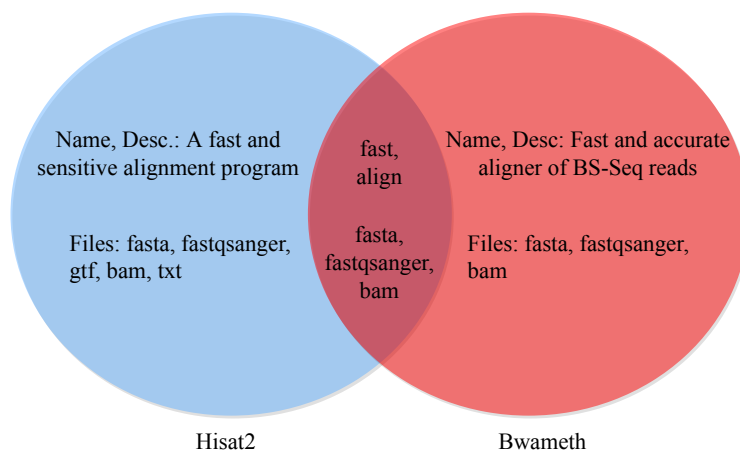 Name, Desc.: A fast and
sensitive alignment program
Files: fasta, fastqsanger,
gtf, bam, txt
fast,
align
fasta,
fastqsanger,
bam
Name, Desc: Fast and accurate
aligner of BS-Seq reads
Files: fasta, fastqsanger,
bam
Hisat2
Bwameth